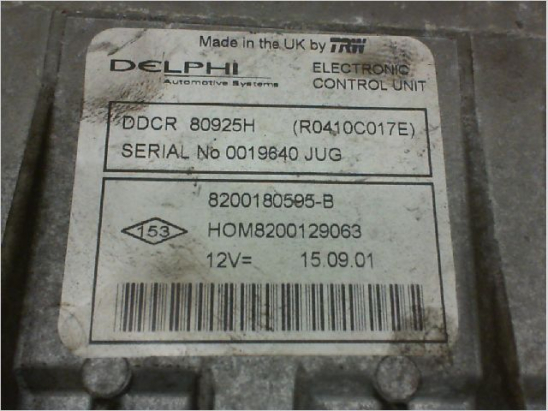 Made in the UK by TRW
DELPHI
Automotive Systems
ELECTRONIC
CONTROL UNIT
DDCR 80925H (R0410C017E)
SERIAL No 0019640 JUG
8200180595-B
153 HOM8200129063
12V= 15.09.01